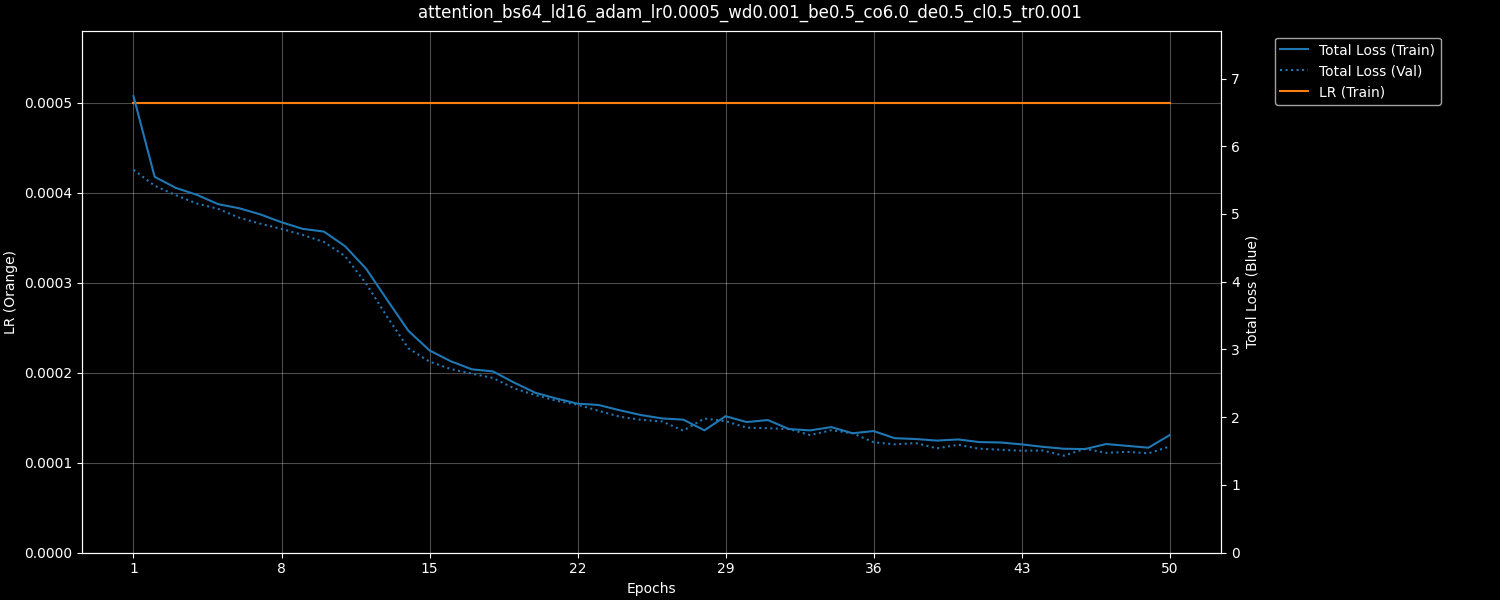 attention_bs64_ld16_adam_lr0.0005_wd0.001_be0.5_co6.0_de0.5_cl0.5_tr0.001
Total Loss (Train)
Total Loss (Val)
LR (Train)
LR (Orange)
0.0005
0.0004
0.0003
0.0002
0.0001
0.0000
7
6
5
4
3
2
1
0
Total Loss (Blue)
1 8 15 22 29 36 43 50
Epochs